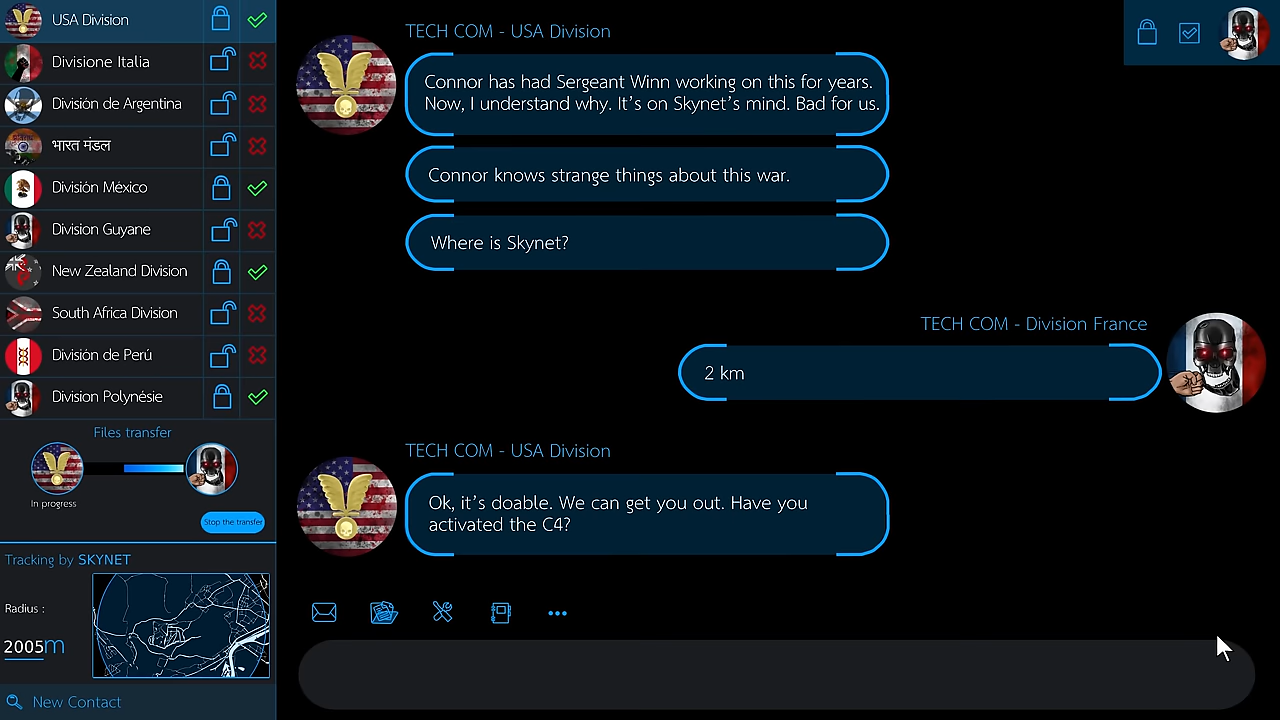 USA Division
Divisione Italia
División de Argentina
भारत मंडल
División México
Division Guyane
New Zealand Division
South Africa Division
División de Perú
Division Polynésie
Files transfer
In progress
Stop the transfer
Tracking by SKYNET
Radius :
2005m
New Contact
TECH COM - USA Division
Connor has had Sergeant Winn working on this for years.
Now, I understand why. It's on Skynet's mind. Bad for us.
Connor knows strange things about this war.
Where is Skynet?
TECH COM - Division France
2 km
TECH COM - USA Division
Ok, it's doable. We can get you out. Have you
activated the C4?